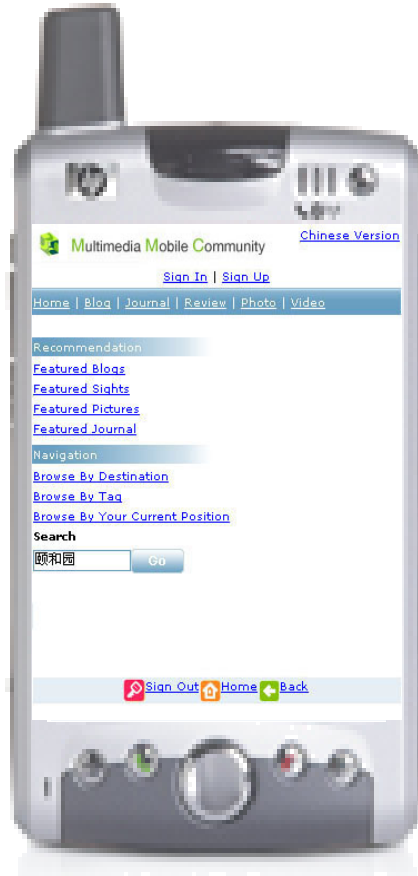 hp
Chinese Version
Multimedia Mobile Community
Sign In | Sign Up
Home | Blog | Journal | Review | Photo | Video
Recommendation
Featured Blogs
Featured Sights
Featured Pictures
Featured Journal
Navigation
Browse By Destination
Browse By Tag
Browse By Your Current Position
Search
颐和园 Go
Sign Out Home Back